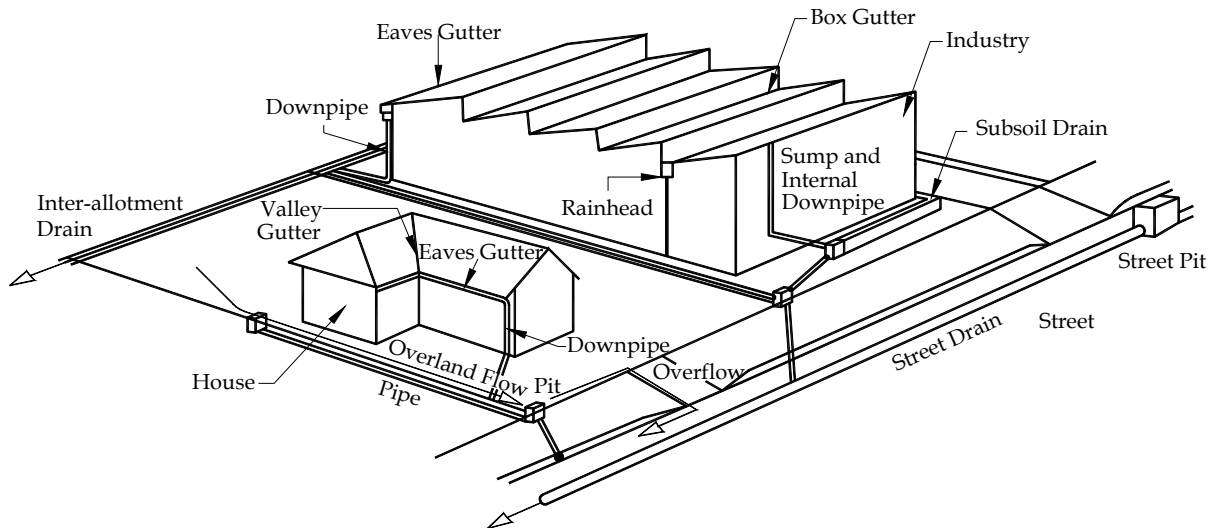 Box Gutter
Eaves Gutter
Industry
Downpipe
Subsoil Drain
Sump and
Internal
Downpipe
Rainhead
Inter-allotment
Drain
Valley
Gutter
Eaves Gutter
Street Pit
Street
Street Drain
Downpipe
Overflow
House
Overland Flow
Pit
Pipe